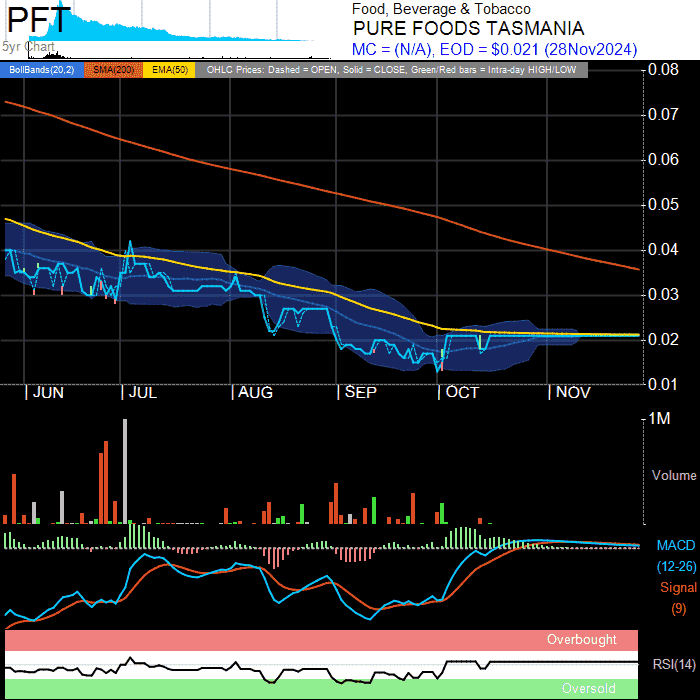 PFT
5yr Chart
Food, Beverage & Tobacco
PURE FOODS TASMANIA
MC = (N/A), EOD = $0.021 (28Nov2024)
BollBands(20,2) SMA(200) EMA(50) OHLC Prices: Dashed = OPEN, Solid = CLOSE, Green/Red bars = Intra-day HIGH/LOW
0.08
0.07
0.06
0.05
0.04
0.03
0.02
0.01
JUN JUL AUG SEP OCT NOV
1M
Volume
MACD
(12-26)
Signal
(9)
Overbought
RSI(14)
Oversold